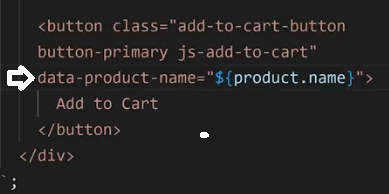 <button class="add-to-cart-button
button-primary js-add-to-cart"
data-product-name="${product.name}">
Add to Cart
</button>
</div>
`;